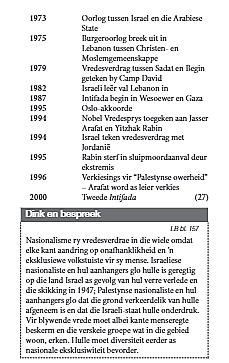 1973 Oorlog tussen Israel en die Arabiese
State
1975 Burgeroorlog breek uit in
Lebanon tussen Christen- en
Moslemgemeenskappe
1979 Vredesverdrag tussen Sadat en Begin
geteken by Camp David
1982 Israeli leër val Lebanon in
1987 Intifada begin in Wesoewer en Gaza
1995 Oslo-akkoorde
1994 Nobel Vredesprys toegeken aan Jasser
Arafat en Yitzhak Rabin
1994 Israel teken vredesverdrag met
Jordanië
1995 Rabin sterf in sluipmoordaanval deur
ekstremis
1996 Verkiesings vir "Palestynse owerheid"
– Arafat word as leier verkies
2000 Tweede Intifada (27)
Dink en bespreek
LB bl. 157
Nasionalisme ry vredesverdrae in die wiele omdat
elke kant aandring op onafhanklikheid en 'n
eksklusiewe volkstuiste vir sy mense. Israeliese
nasionaliste en hul aanhangers glo hulle is geregtig
op die land Israel as gevolg van hul verre verlede en
die skikking in 1947; Palestynse nasionaliste en hul
aanhangers glo dat die grond verkeerdelik van hulle
afgeneem is en dat die Israeli-staat hulle onderdruk.
Vir blywende vrede moet albei kante menseregte
beskerm en die verskeie groepe wat in die gebied
woon, erken. Hulle moet diversiteit eerder as
nasionale eksklusiwiteit bevorder.